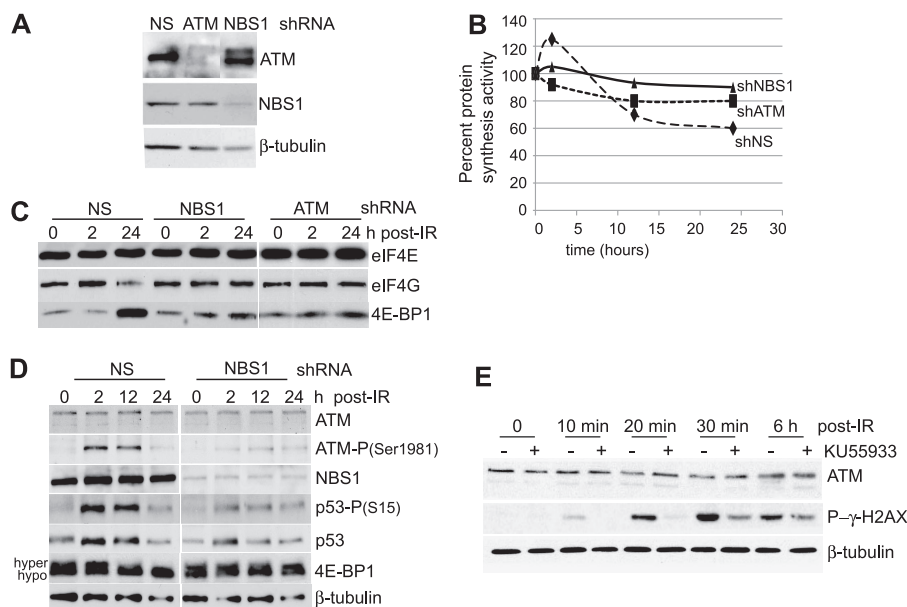 A
NS ATM NBS1 shRNA
ATM
NBS1
β-tubulin
B
Percent protein
synthesis activity
140
120
100
80
60
40
20
0
0 5 10 15 20 25 30
time (hours)
shNBS1
shATM
shNS
C
NS NBS1 ATM shRNA
0 2 24 0 2 24 0 2 24 h post-IR
eIF4E
eIF4G
4E-BP1
D
NS NBS1 shRNA
0 2 12 24 0 2 12 24 h post-IR
ATM
ATM-P(Ser1981)
NBS1
p53-P(S15)
p53
hyper
hypo
4E-BP1
β-tubulin
E
0 10 min 20 min 30 min 6 h post-IR
- + - + - + - + - + KU55933
ATM
P–γ-H2AX
β-tubulin